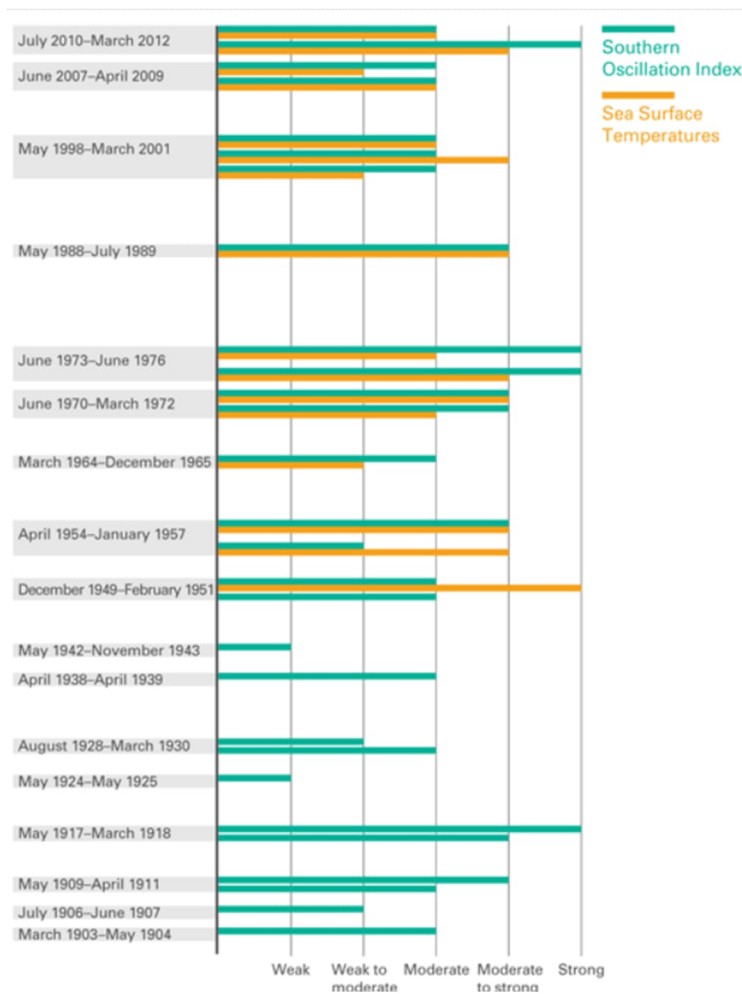 July 2010–March 2012
June 2007–April 2009
May 1998–March 2001
May 1988–July 1989
June 1973–June 1976
June 1970–March 1972
March 1964–December 1965
April 1954–January 1957
December 1949–February 1951
May 1942–November 1943
April 1938–April 1939
August 1928–March 1930
May 1924–May 1925
May 1917–March 1918
May 1909–April 1911
July 1906–June 1907
March 1903–May 1904
Southern
Oscillation Index
Sea Surface
Temperatures
Weak
Weak to
moderate
Moderate
Moderate
to strong
Strong